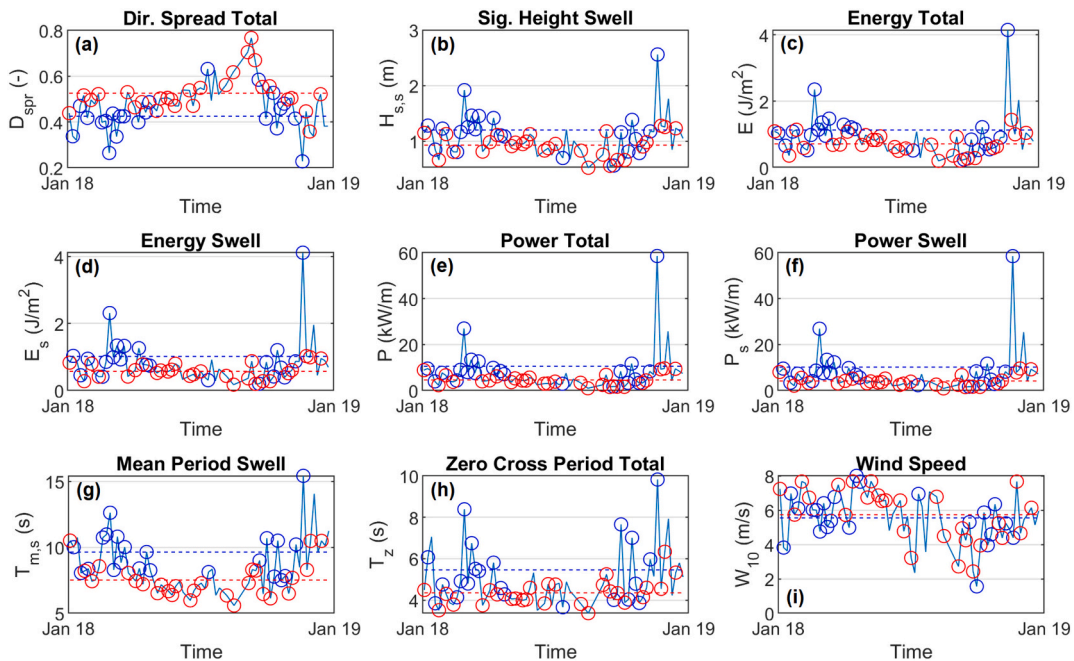 Dir. Spread Total
(a)
0.8
0.6
0.4
0.2
D_spr (-)
Jan 18
Jan 19
Time
Sig. Height Swell
(b)
3
2
1
H_s,s (m)
Jan 18
Jan 19
Time
Energy Total
(c)
4
2
0
E (J/m²)
Jan 18
Jan 19
Time
Energy Swell
(d)
4
2
0
E_s (J/m²)
Jan 18
Jan 19
Time
Power Total
(e)
60
40
20
0
P (kW/m)
Jan 18
Jan 19
Time
Power Swell
(f)
60
40
20
0
P_s (kW/m)
Jan 18
Jan 19
Time
Mean Period Swell
(g)
15
10
5
T_m,s (s)
Jan 18
Jan 19
Time
Zero Cross Period Total
(h)
10
8
6
4
T_z (s)
Jan 18
Jan 19
Time
Wind Speed
8
6
4
2
0
W_10 (m/s)
(i)
Jan 18
Jan 19
Time